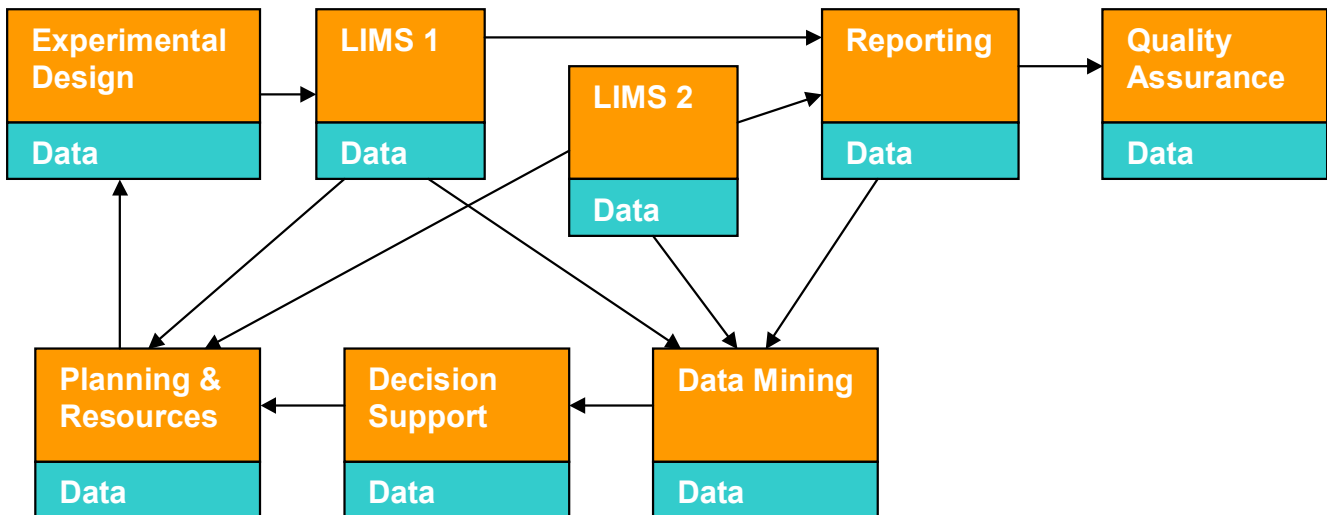 Experimental
Design
Data
LIMS 1
Data
LIMS 2
Data
Reporting
Data
Quality
Assurance
Data
Planning &
Resources
Data
Decision
Support
Data
Data Mining
Data